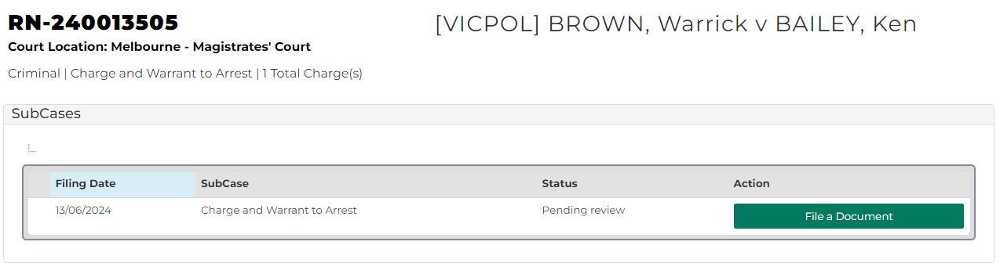 RN-240013505
[VICPOL] BROWN, Warrick v BAILEY, Ken
Court Location: Melbourne - Magistrates' Court
Criminal | Charge and Warrant to Arrest | 1 Total Charge(s)
SubCases
Filing Date SubCase Status Action
13/06/2024 Charge and Warrant to Arrest Pending review File a Document